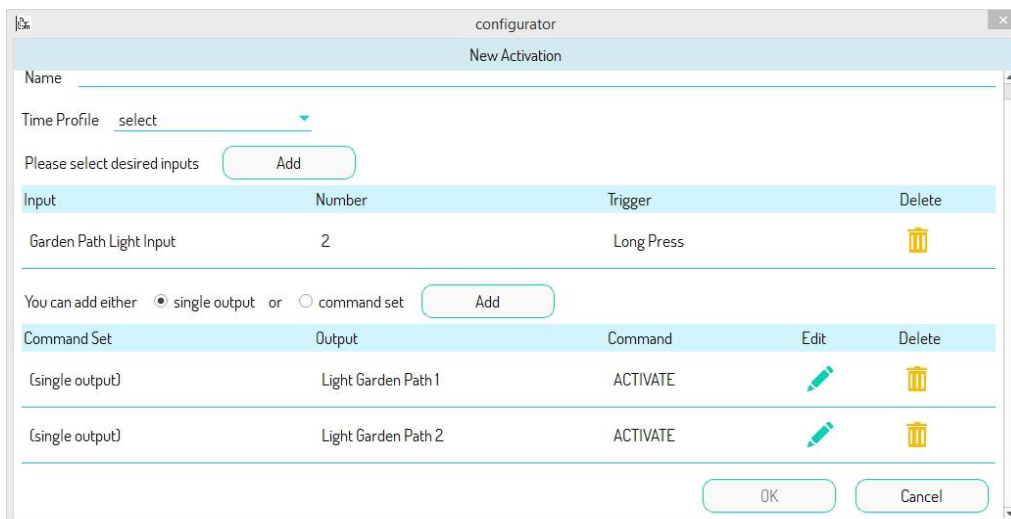 configurator
New Activation
Name
Time Profile select
Please select desired inputs Add
Input Number Trigger Delete
Garden Path Light Input 2 Long Press
You can add either single output or command set Add
Command Set Output Command Edit Delete
(single output) Light Garden Path 1 ACTIVATE
(single output) Light Garden Path 2 ACTIVATE
OK Cancel